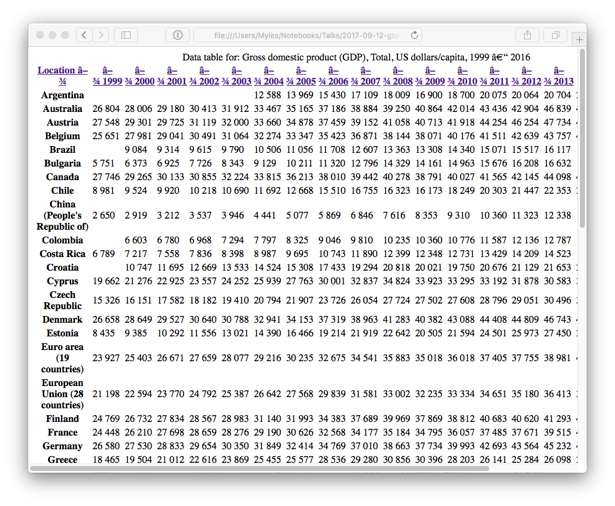 file:///Users/Myles/Notebooks/Talks/2017-09-12-gta
Data table for: Gross domestic product (GDP), Total, US dollars/capita, 1999 â€“ 2016
Location â– â– â– â– â– â– â– â– â– â– â– â– â– â– â– â–
¾ ¾ 1999 ¾ 2000 ¾ 2001 ¾ 2002 ¾ 2003 ¾ 2004 ¾ 2005 ¾ 2006 ¾ 2007 ¾ 2008 ¾ 2009 ¾ 2010 ¾ 2011 ¾ 2012 ¾ 2013
Argentina 12 588 13 969 15 430 17 109 18 009 16 900 18 700 20 075 20 064 20 704
Australia 26 804 28 006 29 180 30 413 31 912 33 467 35 165 37 186 38 884 39 250 40 864 42 014 43 436 42 904 46 839
Austria 27 548 29 301 29 725 31 119 32 000 33 660 34 878 37 459 39 152 41 058 40 713 41 918 44 254 46 254 47 734
Belgium 25 651 27 981 29 041 30 491 31 064 32 274 33 347 35 423 36 871 38 144 38 071 40 176 41 511 42 639 43 757
Brazil 9 084 9 314 9 615 9 790 10 506 11 056 11 708 12 607 13 363 13 308 14 340 15 071 15 517 16 117
Bulgaria 5 751 6 373 6 925 7 726 8 343 9 129 10 211 11 320 12 796 14 329 14 161 14 963 15 676 16 208 16 632
Canada 27 746 29 265 30 133 30 855 32 224 33 815 36 213 38 010 39 442 40 278 38 791 40 027 41 565 42 145 44 098
Chile 8 981 9 524 9 920 10 218 10 690 11 692 12 668 15 510 16 755 16 323 16 173 18 249 20 303 21 447 22 353
China
(People's 2 650 2 919 3 212 3 537 3 946 4 441 5 077 5 869 6 846 7 616 8 353 9 310 10 360 11 323 12 338
Republic of)
Colombia 6 603 6 780 6 968 7 294 7 797 8 325 9 046 9 810 10 235 10 360 10 776 11 587 12 136 12 787
Costa Rica 6 789 7 217 7 558 7 836 8 398 8 987 9 695 10 743 11 890 12 399 12 348 12 731 13 429 14 209 14 523
Croatia 10 747 11 695 12 669 13 533 14 524 15 308 17 433 19 294 20 818 20 021 19 750 20 676 21 129 21 653
Cyprus 19 662 21 276 22 925 23 557 24 252 25 939 27 763 30 001 32 837 34 824 33 923 33 295 33 192 31 878 30 583
Czech
Republic 15 326 16 151 17 582 18 182 19 410 20 794 21 907 23 726 26 054 27 724 27 502 27 608 28 796 29 051 30 496
Denmark 26 658 28 649 29 527 30 640 30 788 32 941 34 153 37 319 38 963 41 283 40 382 43 088 44 408 44 809 46 743
Estonia 8 435 9 385 10 292 11 556 13 021 14 390 16 466 19 214 21 919 22 642 20 505 21 594 24 501 25 973 27 450
Euro area
(19 23 927 25 403 26 671 27 659 28 077 29 216 30 235 32 675 34 541 35 883 35 018 36 018 37 405 37 755 38 981
countries)
European
Union (28 21 198 22 594 23 770 24 792 25 387 26 642 27 568 29 839 31 581 33 002 32 235 33 334 34 651 35 180 36 413
countries)
Finland 24 769 26 732 27 834 28 567 28 983 31 140 31 993 34 383 37 689 39 969 37 869 38 812 40 683 40 620 41 293
France 24 448 26 210 27 698 28 659 28 276 29 190 30 626 32 568 34 177 35 184 34 795 36 057 37 485 37 671 39 515
Germany 26 580 27 530 28 833 29 654 30 350 31 849 32 414 34 769 37 010 38 663 37 734 39 993 42 693 43 564 45 232
Greece 18 465 19 504 21 012 22 616 23 869 25 455 25 577 28 536 29 280 30 856 30 396 28 203 26 141 25 284 26 098